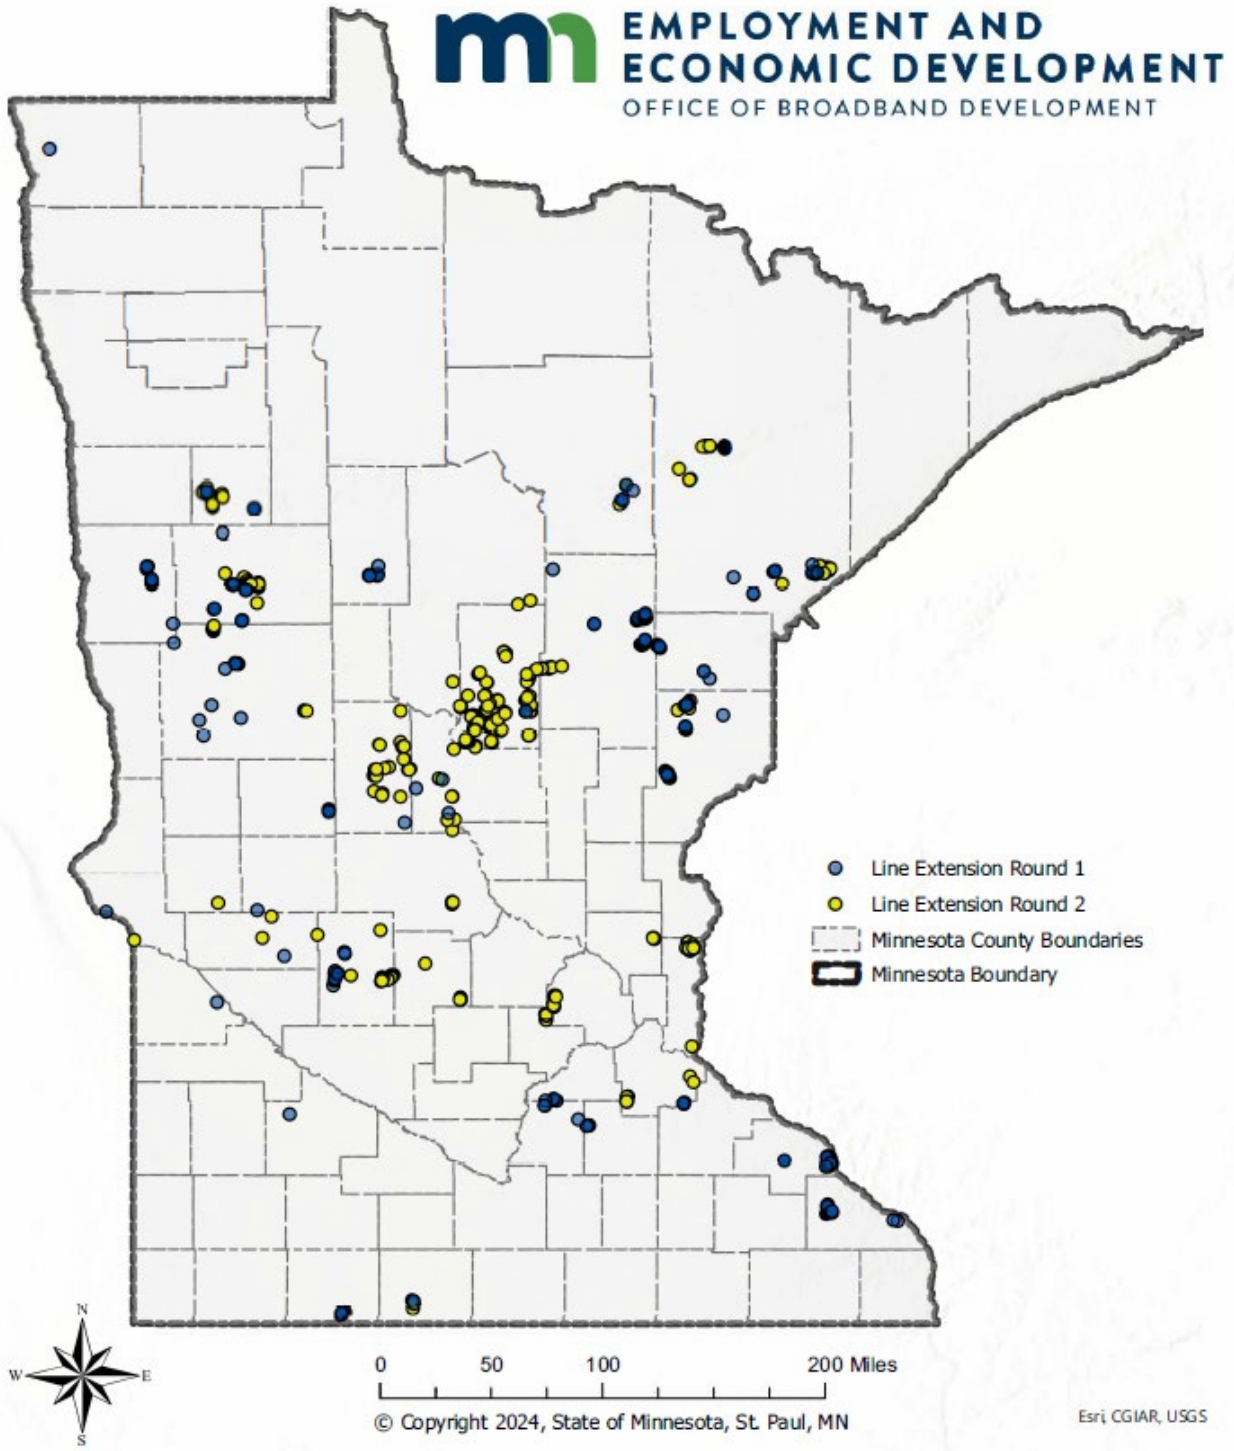 mn
EMPLOYMENT AND
ECONOMIC DEVELOPMENT
OFFICE OF BROADBAND DEVELOPMENT
Line Extension Round 1
Line Extension Round 2
Minnesota County Boundaries
Minnesota Boundary
N
W E
S
0 50 100 200 Miles
© Copyright 2024, State of Minnesota, St. Paul, MN
Esri, CGIAR, USGS